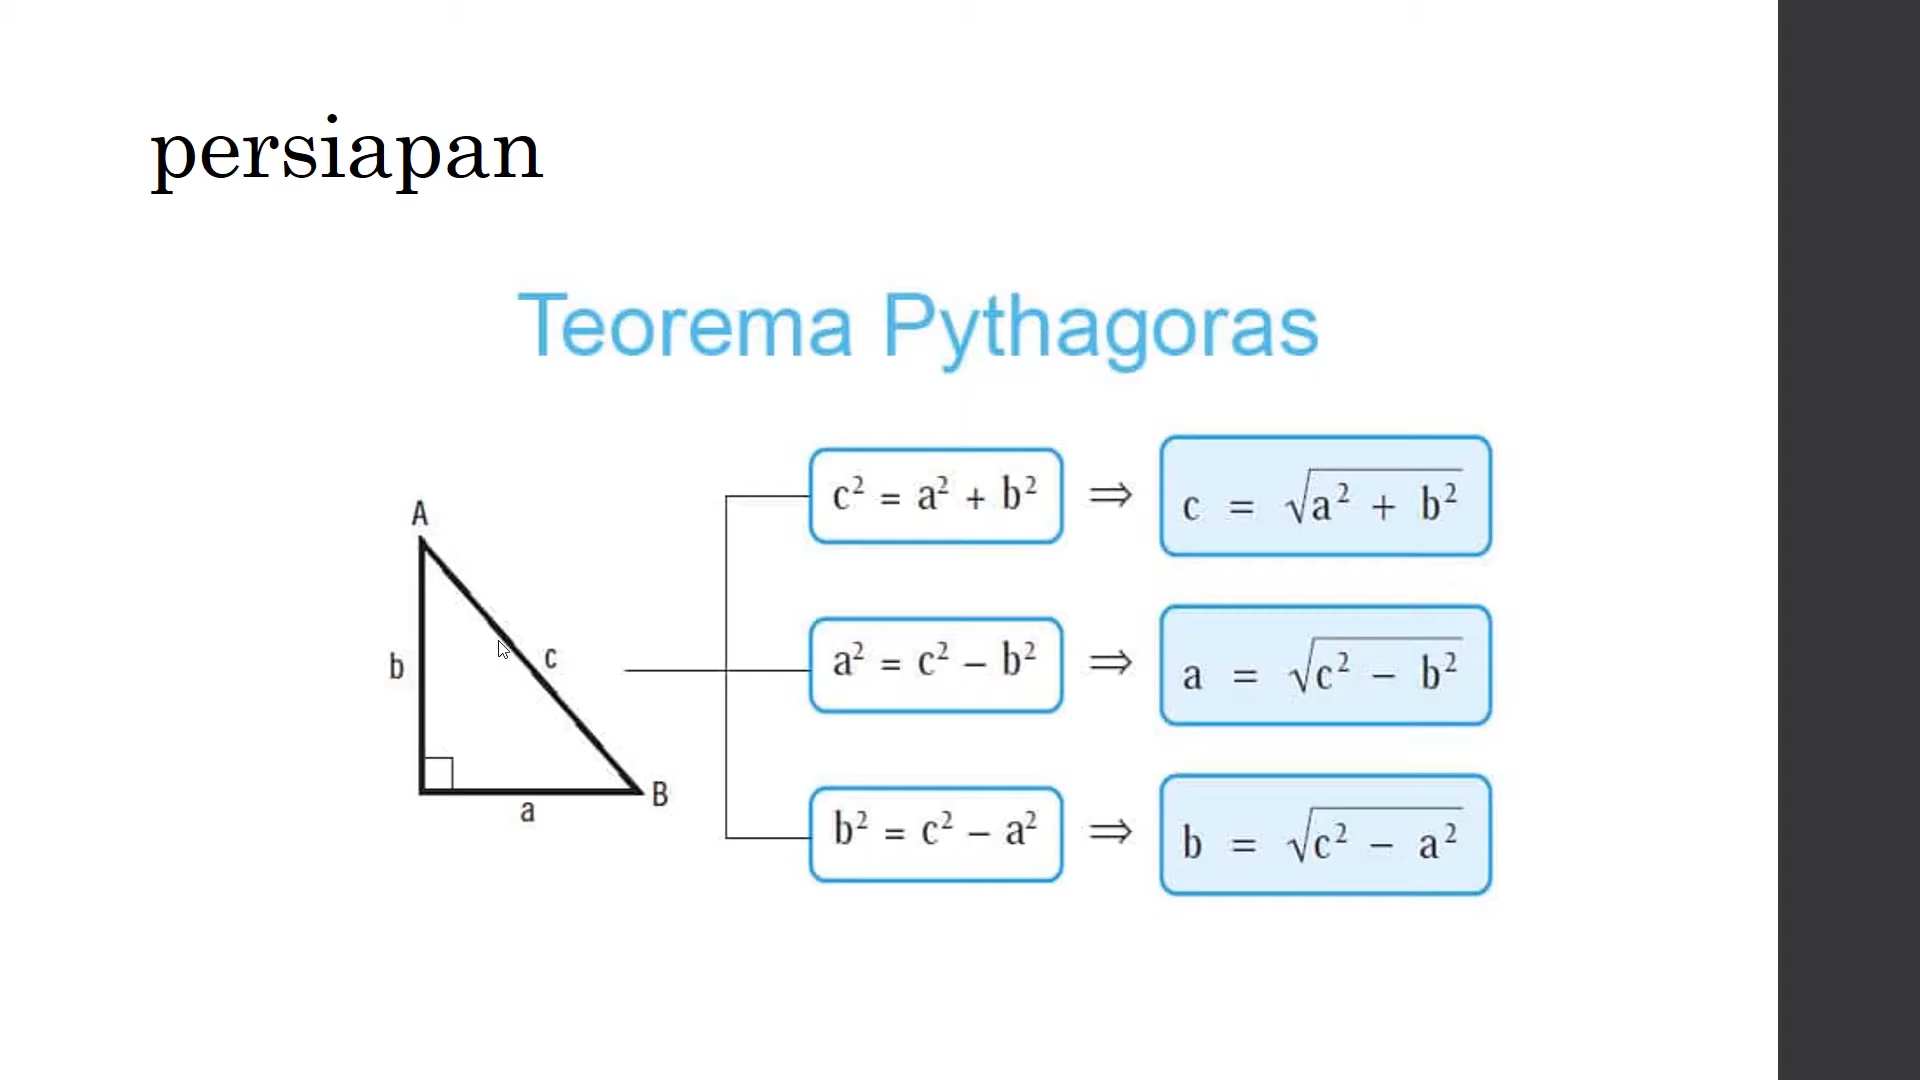 persiapan
Teorema Pythagoras
A
b
c
a
B
c² = a² + b² ⇒ c = √a² + b²
a² = c² – b² ⇒ a = √c² – b²
b² = c² – a² ⇒ b = √c² – a²